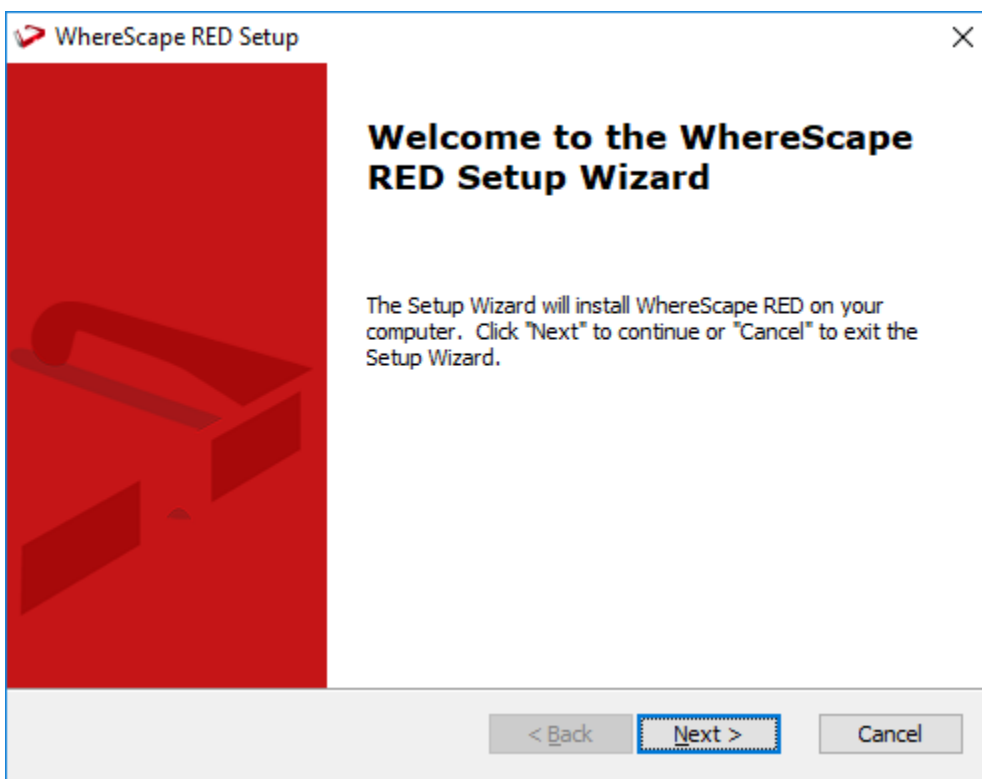 WhereScape RED Setup
Welcome to the WhereScape
RED Setup Wizard
The Setup Wizard will install WhereScape RED on your
computer.  Click "Next" to continue or "Cancel" to exit the
Setup Wizard.
< Back
Next >
Cancel